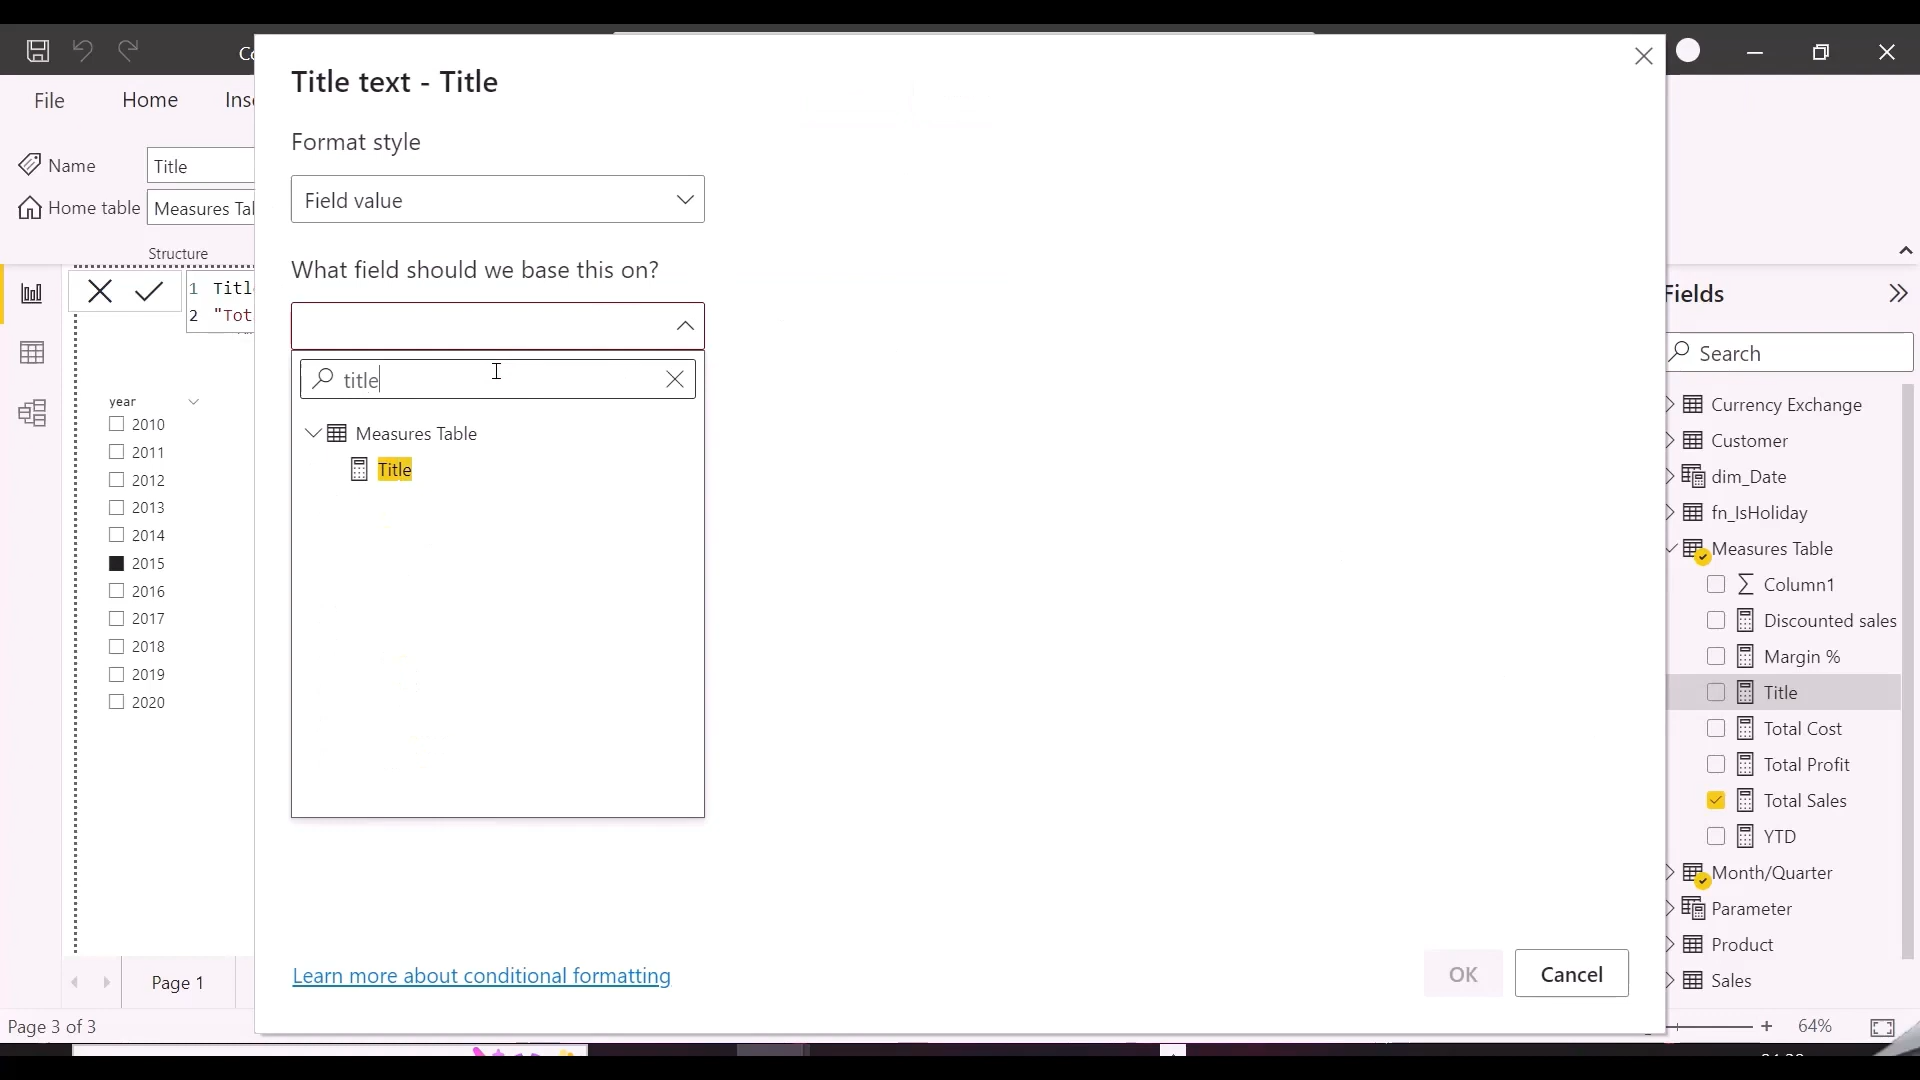 Title text - Title
File
Home
Name
Title
Home table
Structure
Format style
Field value
What field should we base this on?
title
Measures Table
Title
1
2 "Tot
year
2010
2011
2012
2013
2014
2015
2016
2017
2018
2019
2020
Learn more about conditional formatting
OK
Cancel
Fields
Search
Currency Exchange
Customer
dim_Date
fn_IsHoliday
Measures Table
Column1
Discounted sales
Margin %
Title
Total Cost
Total Profit
Total Sales
YTD
Month/Quarter
Parameter
Product
Sales
Page 1
Page 3 of 3
64%